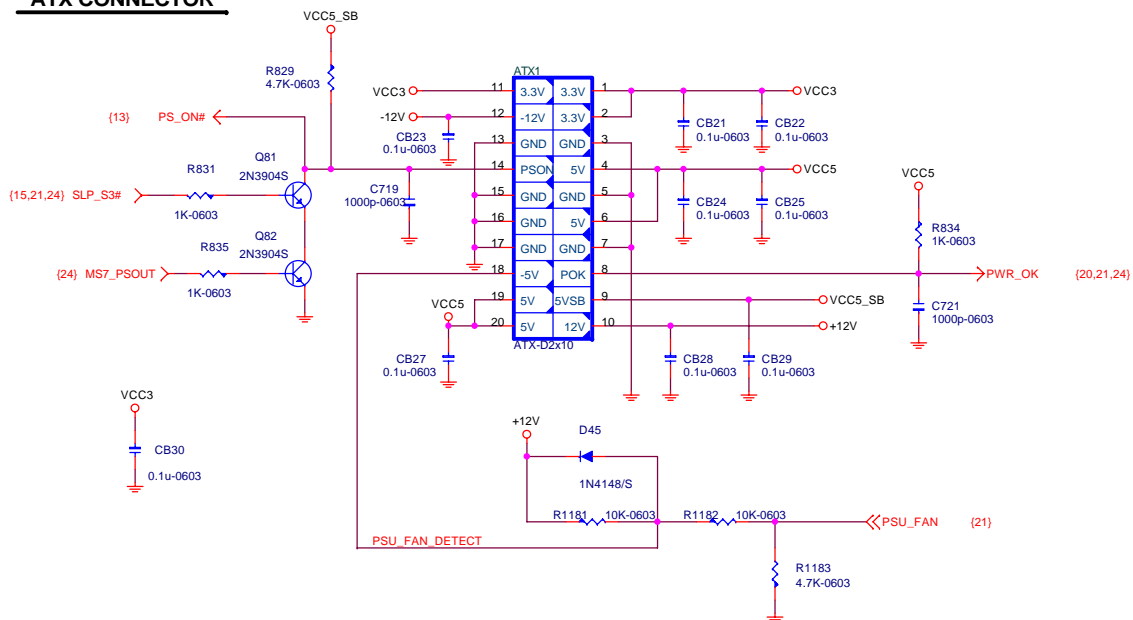 ATX CONNECTOR
VCC5_SB
R829
4.7K-0603
{13} PS_ON#
R831
1K-0603
Q81
2N3904S
{15,21,24} SLP_S3#
R835
1K-0603
Q82
2N3904S
{24} MS7_PSOUT
VCC3
-12V
CB23
0.1u-0603
C719
1000p-0603
VCC5
CB27
0.1u-0603
ATX1
11 3.3V 3.3V 1
12 -12V 3.3V 2
13 GND GND 3
14 PSON 5V 4
15 GND GND 5
16 GND 5V 6
17 GND GND 7
18 -5V POK 8
19 5V 5VSB 9
20 5V 12V 10
ATX-D2x10
VCC3
CB21
0.1u-0603
CB22
0.1u-0603
VCC5
CB24
0.1u-0603
CB25
0.1u-0603
VCC5
R834
1K-0603
PWR_OK {20,21,24}
C721
1000p-0603
VCC5_SB
+12V
CB28
0.1u-0603
CB29
0.1u-0603
VCC3
CB30
0.1u-0603
+12V
D45
1N4148/S
R1181 10K-0603
R1182 10K-0603
PSU_FAN {21}
PSU_FAN_DETECT
R1183
4.7K-0603